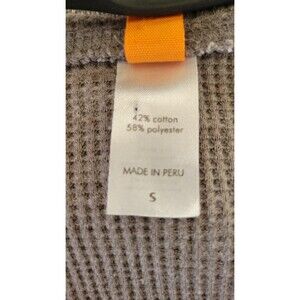 42% cotton
58% polyester
MADE IN PERU
S